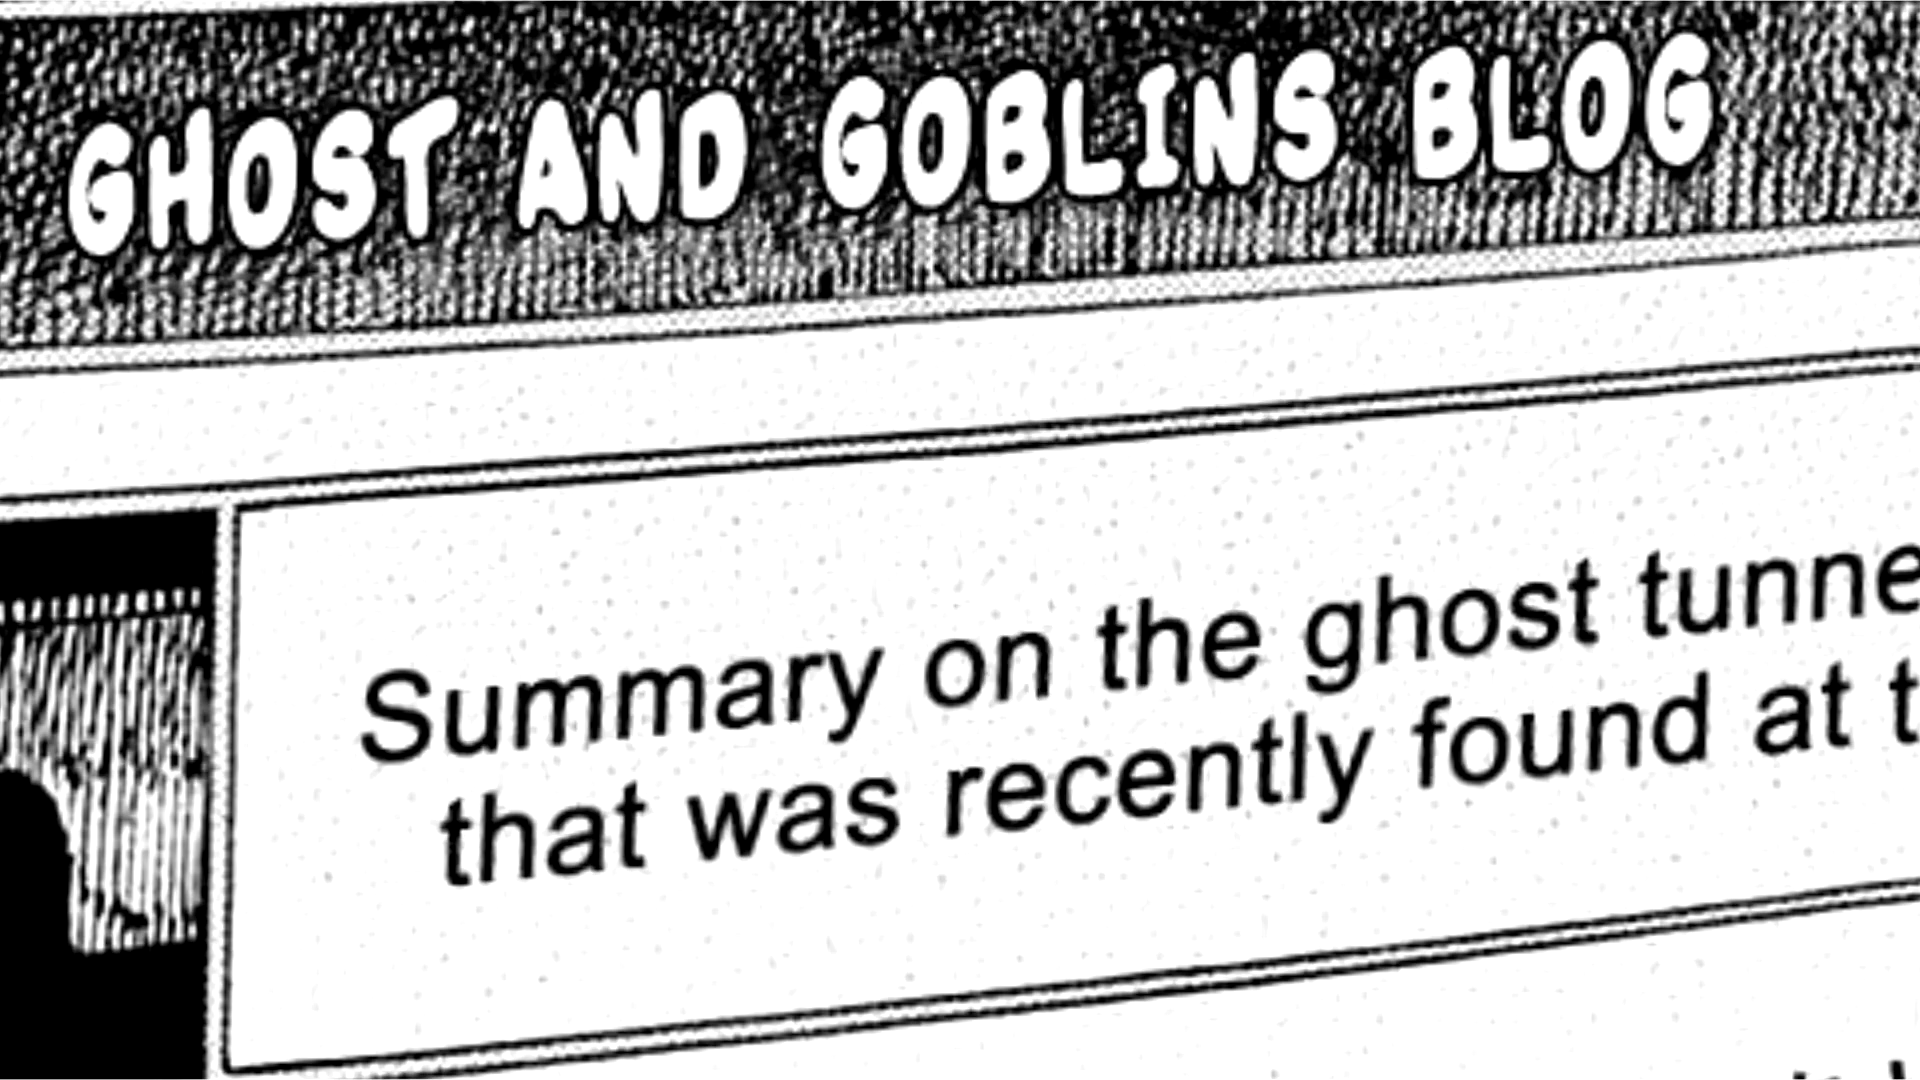 GHOST AND GOBLINS BLOG
Summary on the ghost tunne
that was recently found at t